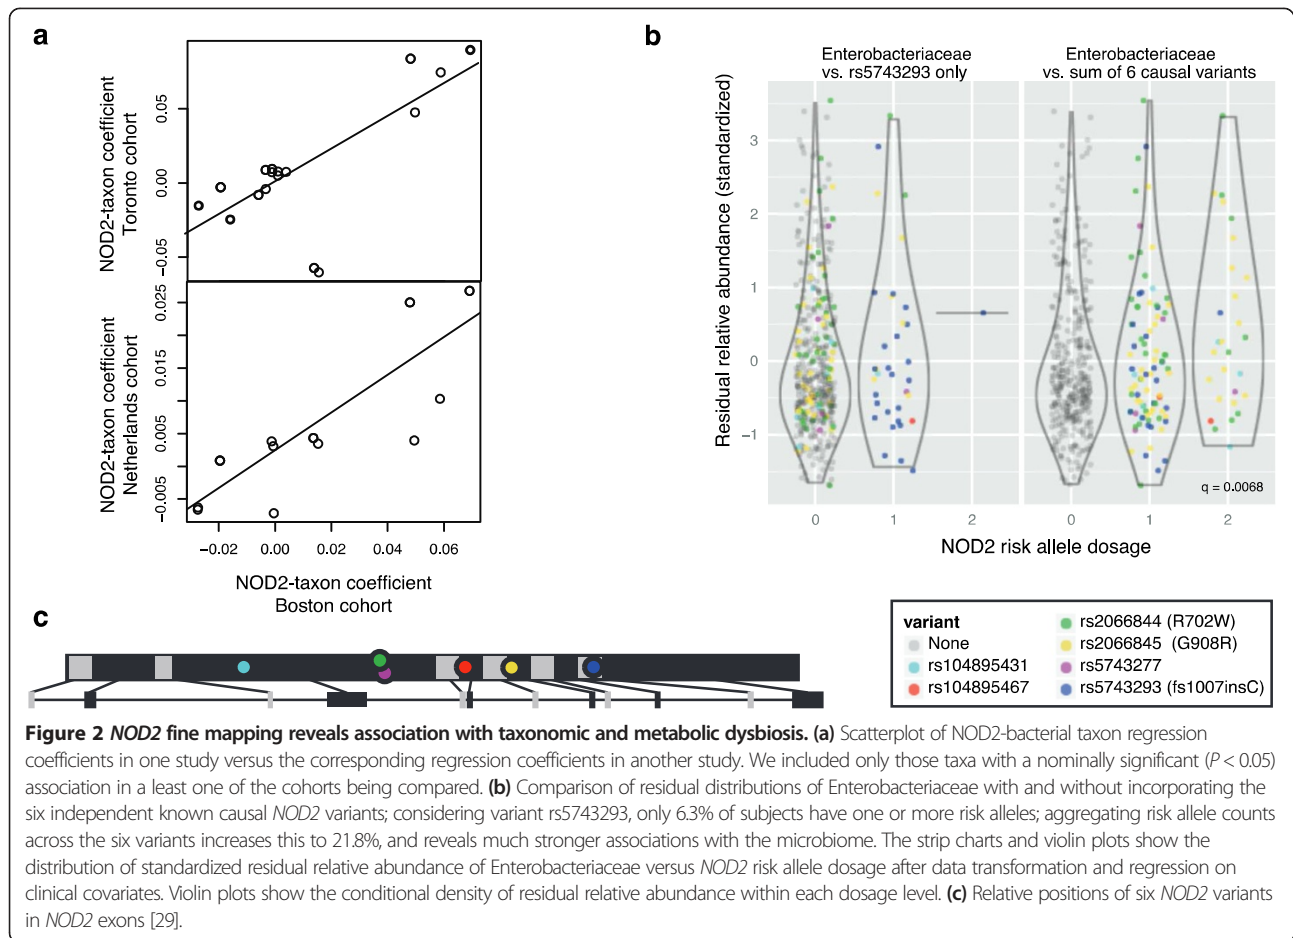 a
NOD2-taxon coefficient
Toronto cohort
0.05
0.00
−0.05
NOD2-taxon coefficient
Netherlands cohort
0.025
0.015
0.005
−0.005
−0.02
0.00
0.02
0.04
0.06
NOD2-taxon coefficient
Boston cohort
b
Enterobacteriaceae
vs. rs5743293 only
Enterobacteriaceae
vs. sum of 6 causal variants
Residual relative abundance (standardized)
3
2
1
0
−1
q = 0.0068
0
1
2
0
1
2
NOD2 risk allele dosage
c
variant
None
rs104895431
rs104895467
rs2066844 (R702W)
rs2066845 (G908R)
rs5743277
rs5743293 (fs1007insC)
Figure 2 NOD2 fine mapping reveals association with taxonomic and metabolic dysbiosis. (a) Scatterplot of NOD2-bacterial taxon regression
coefficients in one study versus the corresponding regression coefficients in another study. We included only those taxa with a nominally significant (P < 0.05)
association in a least one of the cohorts being compared. (b) Comparison of residual distributions of Enterobacteriaceae with and without incorporating the
six independent known causal NOD2 variants; considering variant rs5743293, only 6.3% of subjects have one or more risk alleles; aggregating risk allele counts
across the six variants increases this to 21.8%, and reveals much stronger associations with the microbiome. The strip charts and violin plots show the
distribution of standardized residual relative abundance of Enterobacteriaceae versus NOD2 risk allele dosage after data transformation and regression on
clinical covariates. Violin plots show the conditional density of residual relative abundance within each dosage level. (c) Relative positions of six NOD2 variants
in NOD2 exons [29].